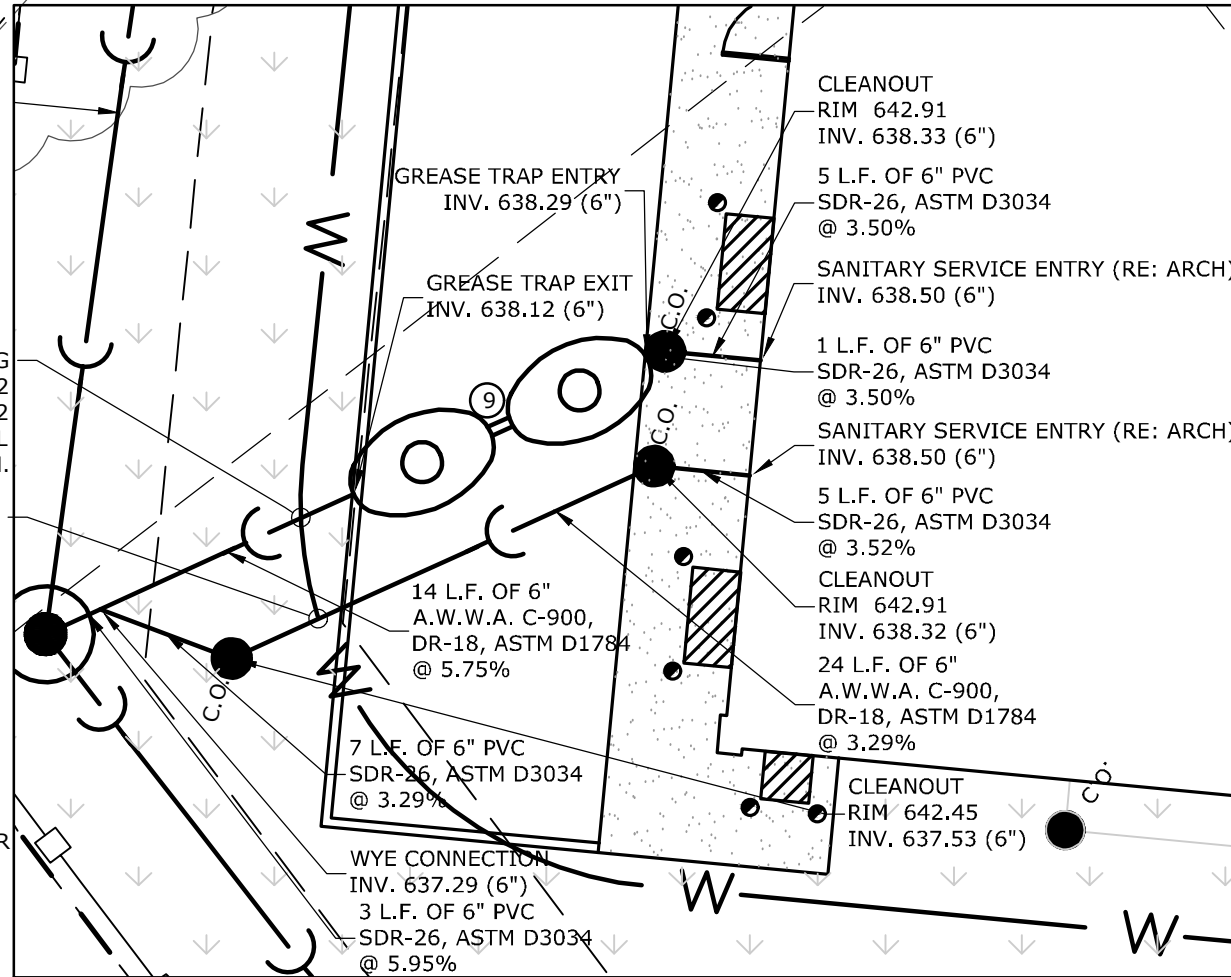 CLEANOUT
RIM 642.91
INV. 638.33 (6")
5 L.F. OF 6" PVC
SDR-26, ASTM D3034
@ 3.50%
SANITARY SERVICE ENTRY (RE: ARCH)
INV. 638.50 (6")
1 L.F. OF 6" PVC
SDR-26, ASTM D3034
@ 3.50%
SANITARY SERVICE ENTRY (RE: ARCH)
INV. 638.50 (6")
5 L.F. OF 6" PVC
SDR-26, ASTM D3034
@ 3.52%
CLEANOUT
RIM 642.91
INV. 638.32 (6")
24 L.F. OF 6"
A.W.W.A. C-900,
DR-18, ASTM D1784
@ 3.29%
CLEANOUT
RIM 642.45
INV. 637.53 (6")
GREASE TRAP ENTRY
INV. 638.29 (6")
GREASE TRAP EXIT
INV. 638.12 (6")
9
C.O.
C.O.
14 L.F. OF 6"
A.W.W.A. C-900,
DR-18, ASTM D1784
@ 5.75%
C.O.
7 L.F. OF 6" PVC
SDR-26, ASTM D3034
@ 3.29%
WYE CONNECTION
INV. 637.29 (6")
3 L.F. OF 6" PVC
SDR-26, ASTM D3034
@ 5.95%
C.O.
W
W
W
W
G
2
2
R